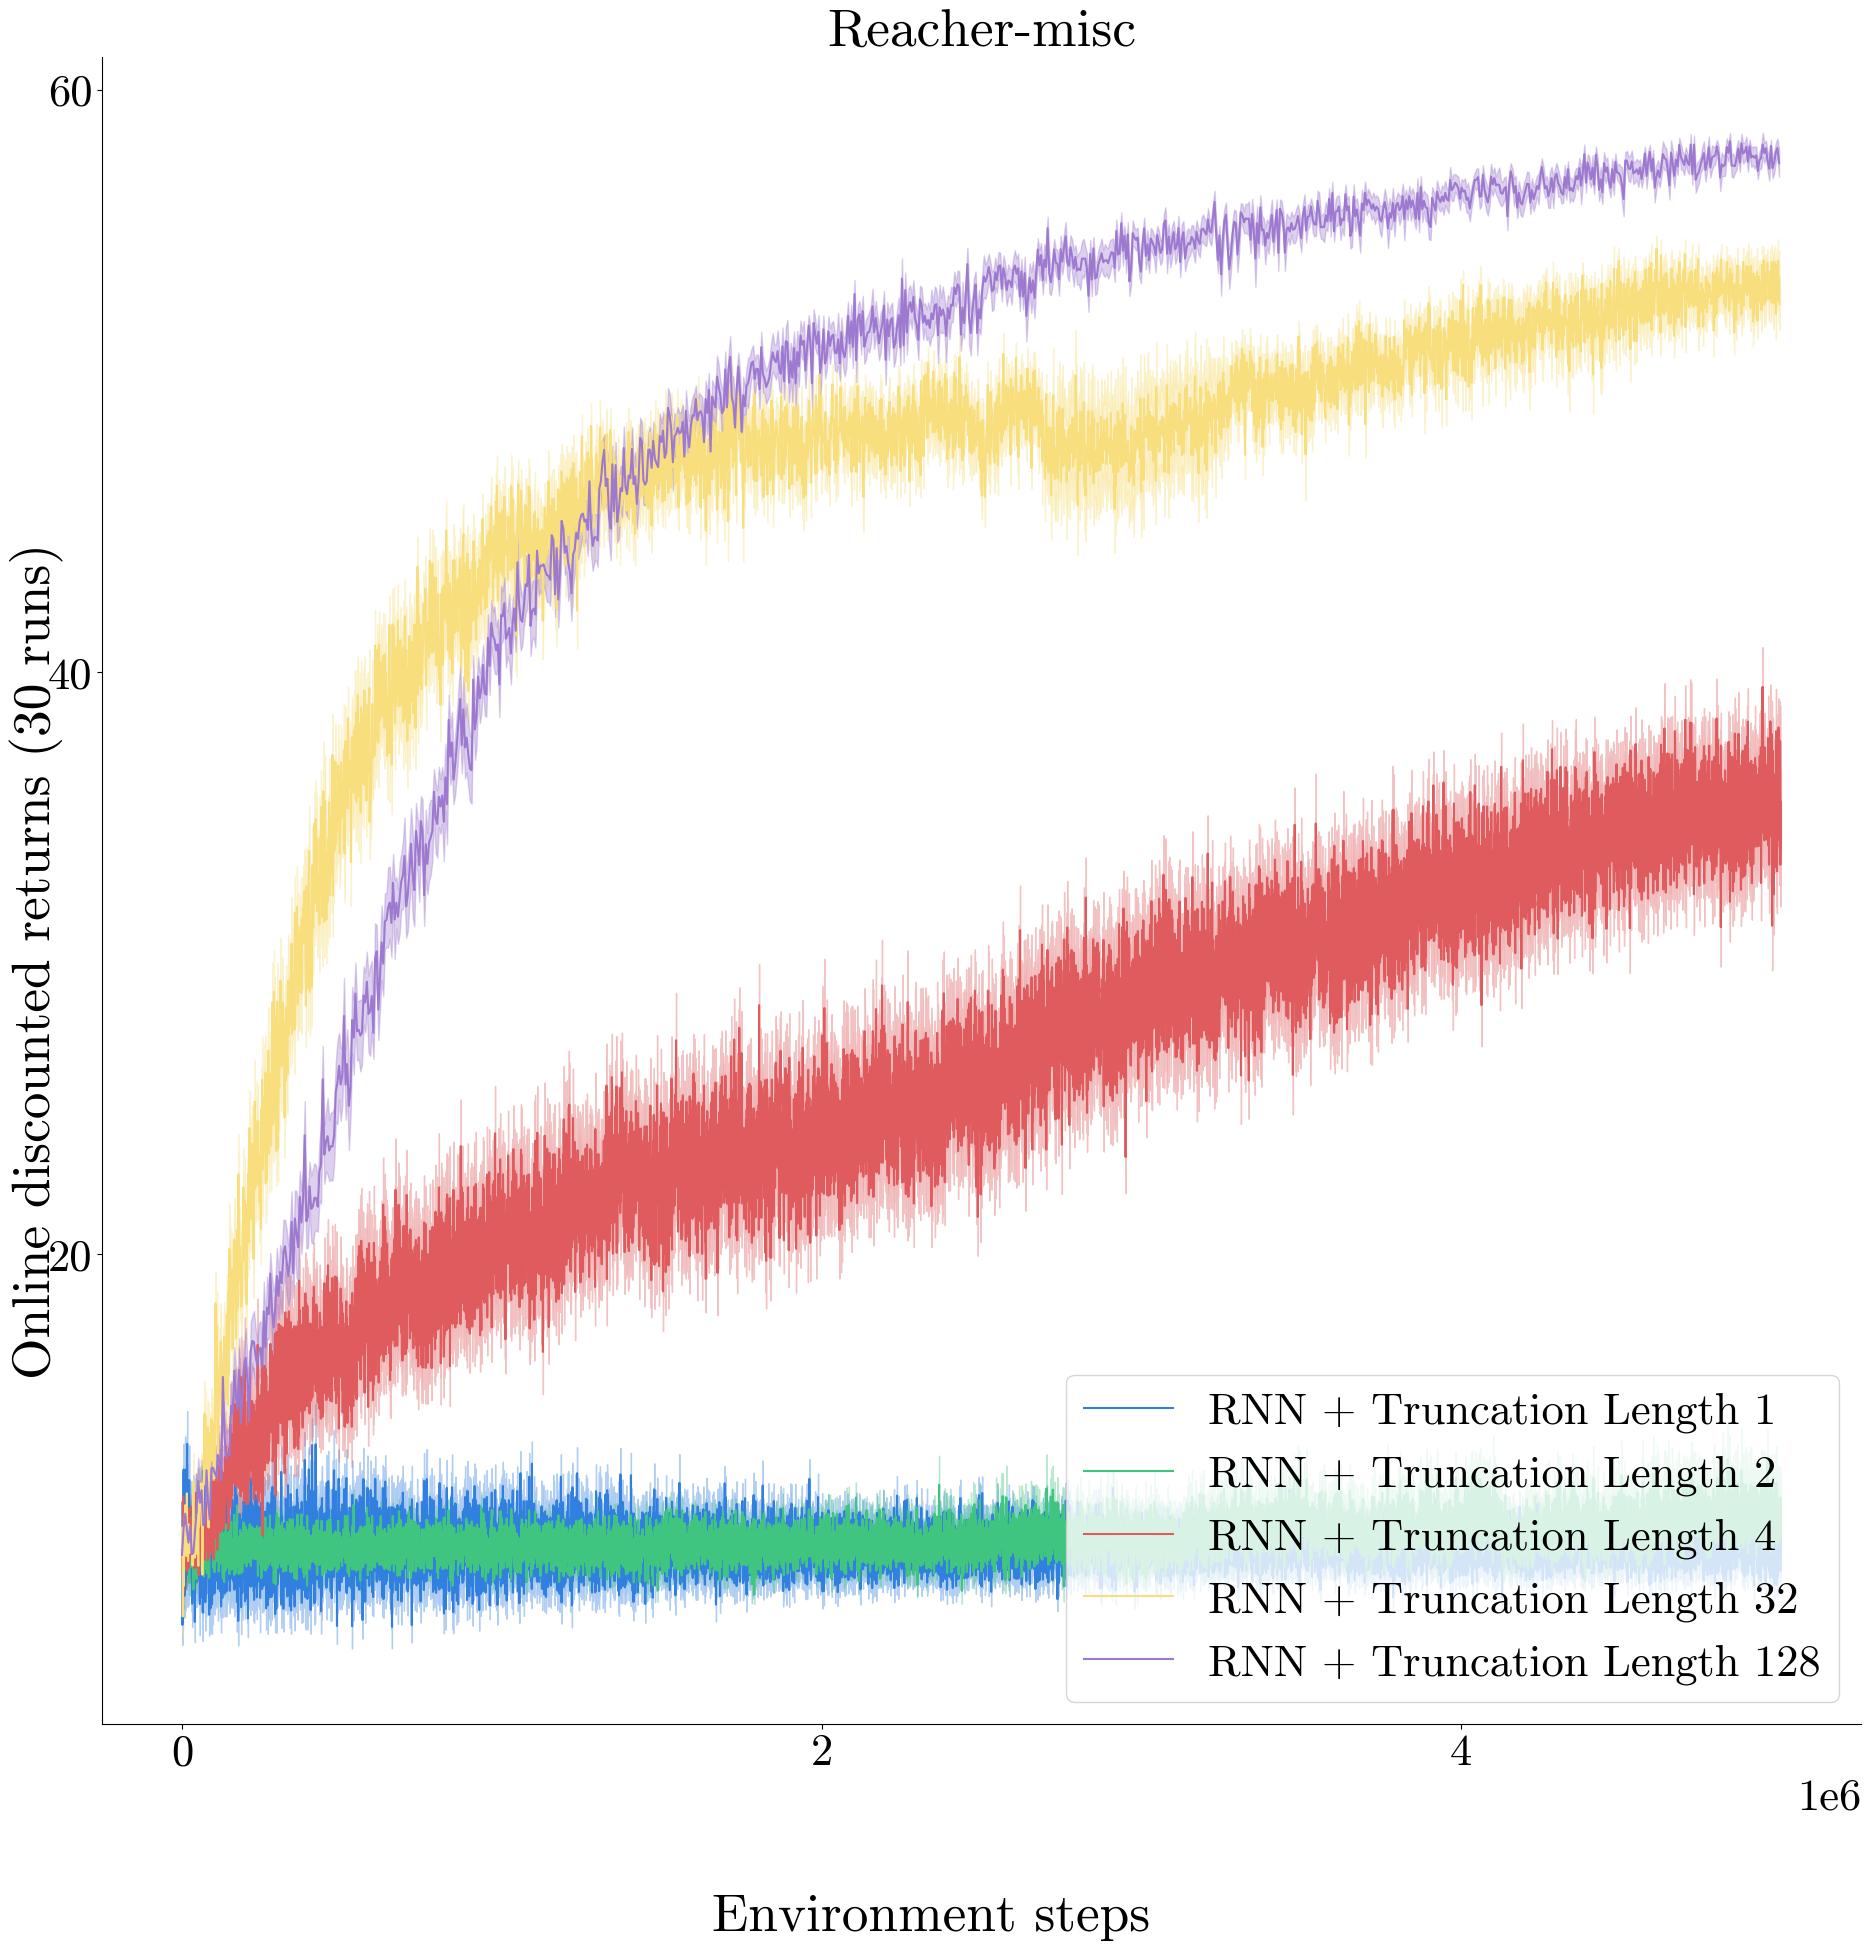 Reacher-misc
60
40
20
Online discounted returns (30 runs)
RNN + Truncation Length 1
RNN + Truncation Length 2
RNN + Truncation Length 4
RNN + Truncation Length 32
RNN + Truncation Length 128
0 2 4
1e6
Environment steps